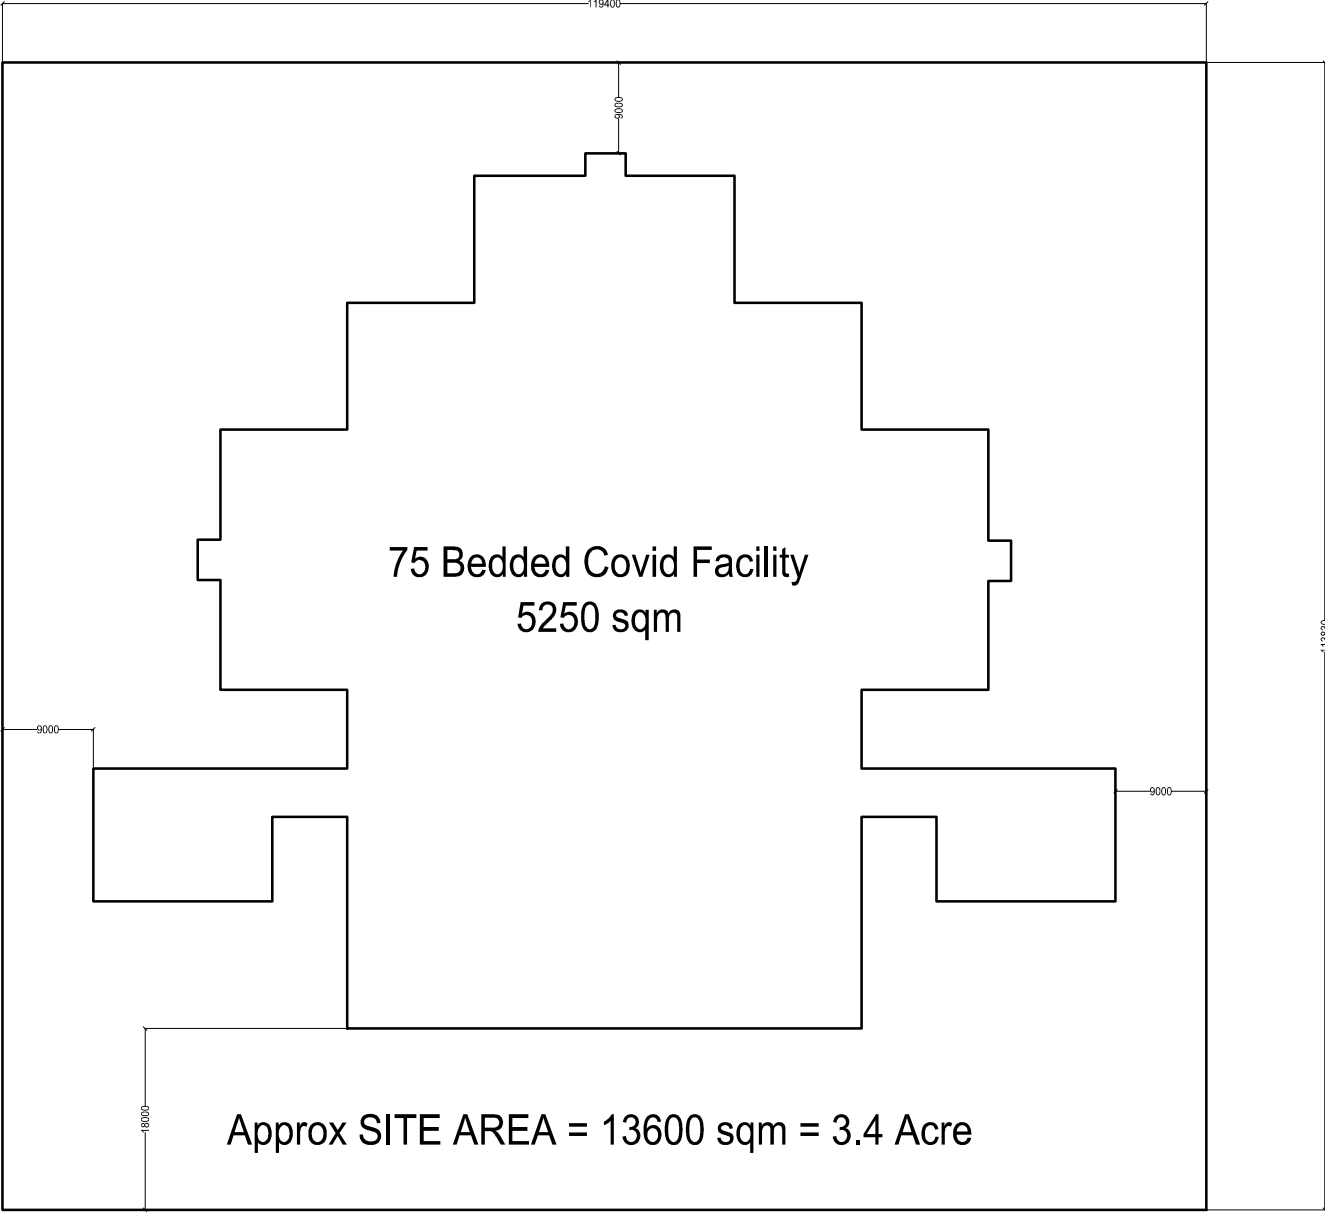 119400
9000
75 Bedded Covid Facility
5250 sqm
9000
9000
18000
Approx SITE AREA = 13600 sqm = 3.4 Acre